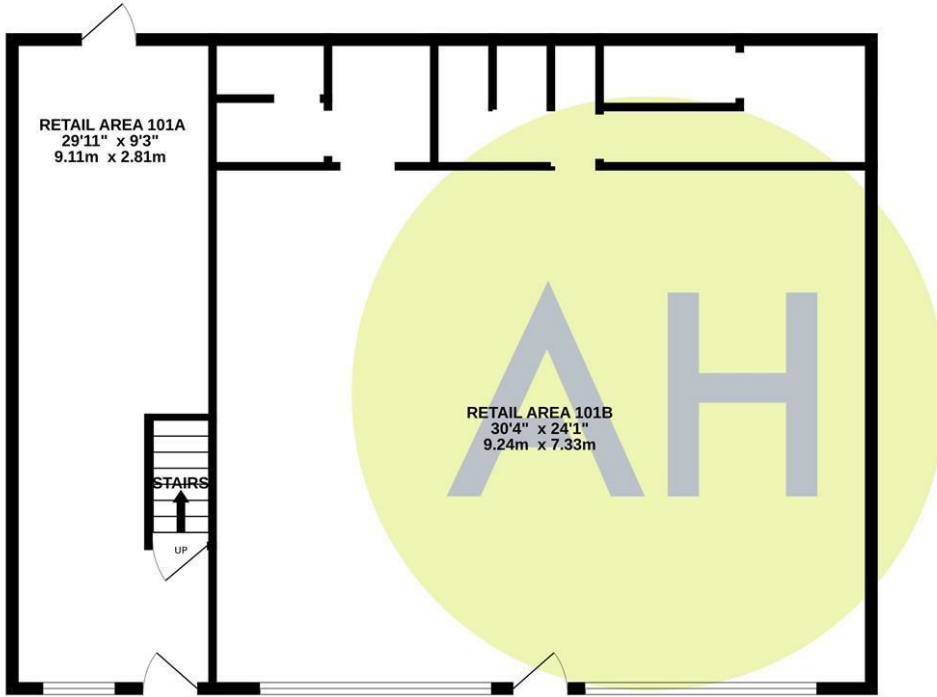 RETAIL AREA 101A
29'11" x 9'3"
9.11m x 2.81m
AH
RETAIL AREA 101B
30'4" x 24'1"
9.24m x 7.33m
STAIRS
UP